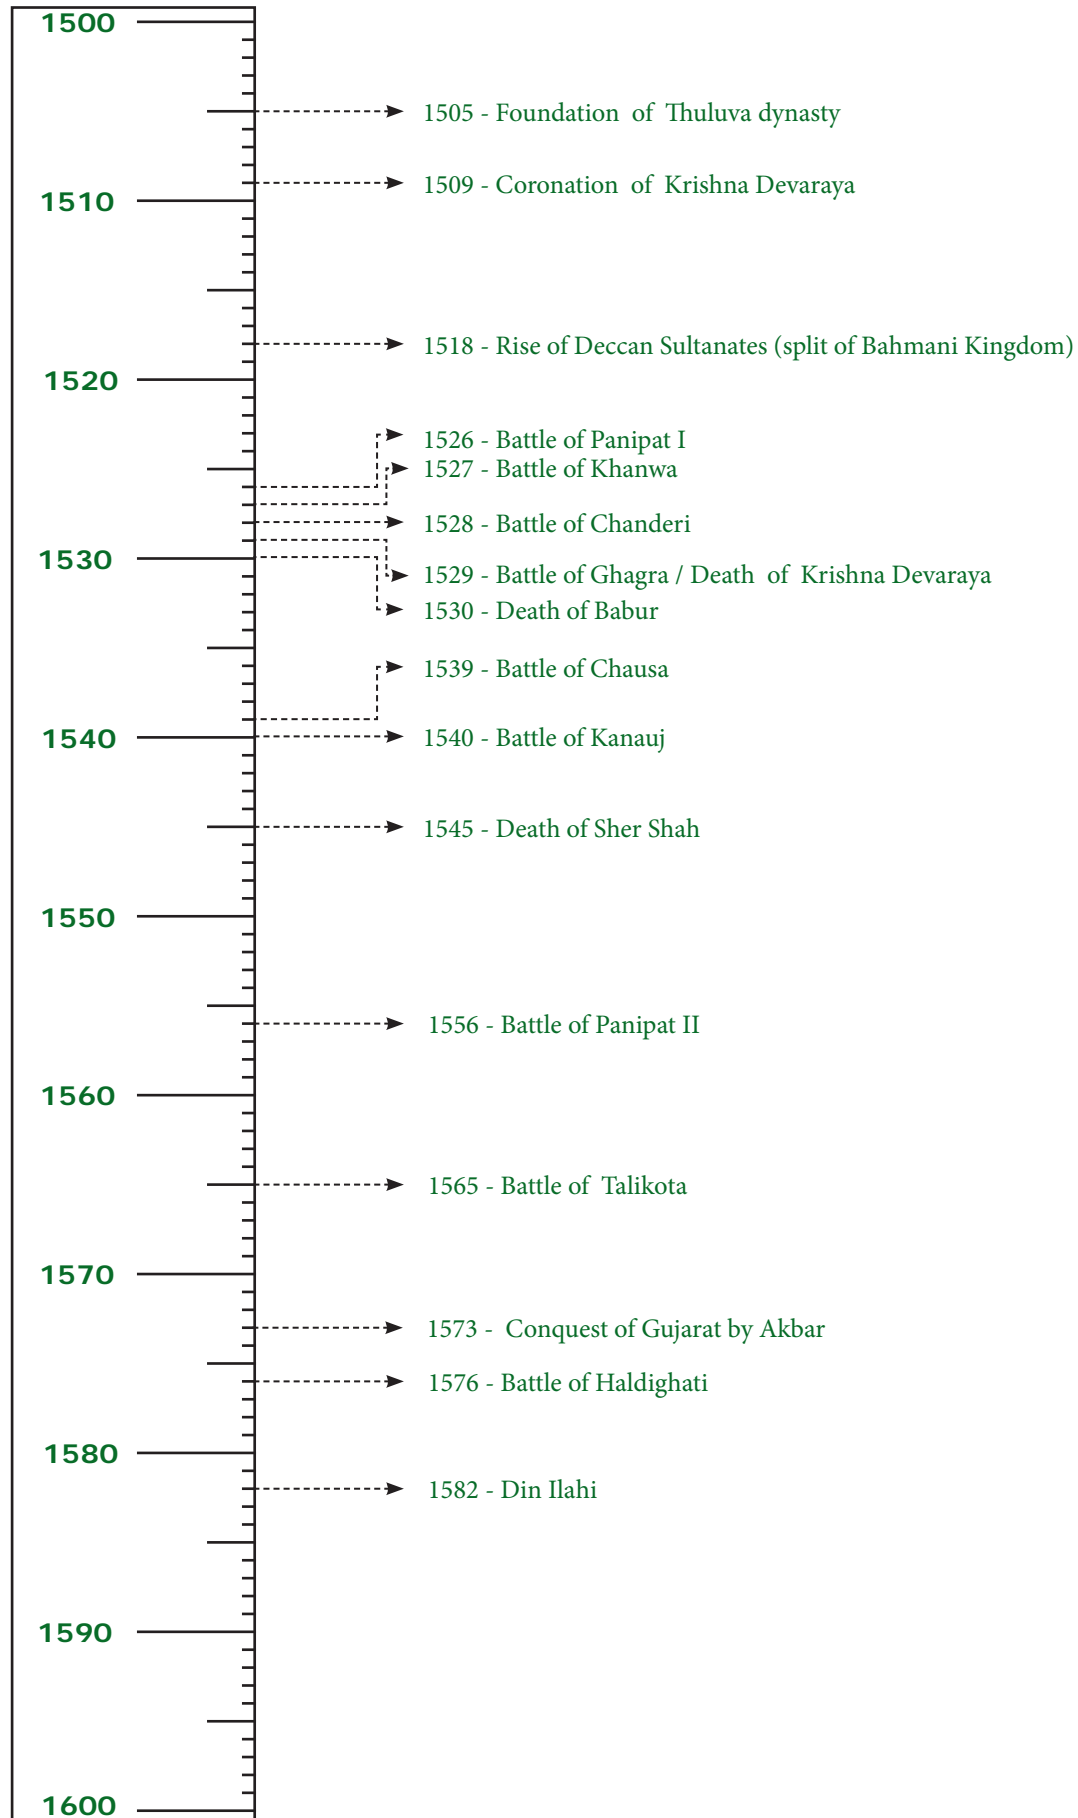 1500
1505 - Foundation of Thuluva dynasty
1509 - Coronation of Krishna Devaraya
1510
1518 - Rise of Deccan Sultanates (split of Bahmani Kingdom)
1520
1526 - Battle of Panipat I
1527 - Battle of Khanwa
1528 - Battle of Chanderi
1530
1529 - Battle of Ghagra / Death of Krishna Devaraya
1530 - Death of Babur
1539 - Battle of Chausa
1540
1540 - Battle of Kanauj
1545 - Death of Sher Shah
1550
1556 - Battle of Panipat II
1560
1565 - Battle of Talikota
1570
1573 - Conquest of Gujarat by Akbar
1576 - Battle of Haldighati
1580
1582 - Din Ilahi
1590
1600